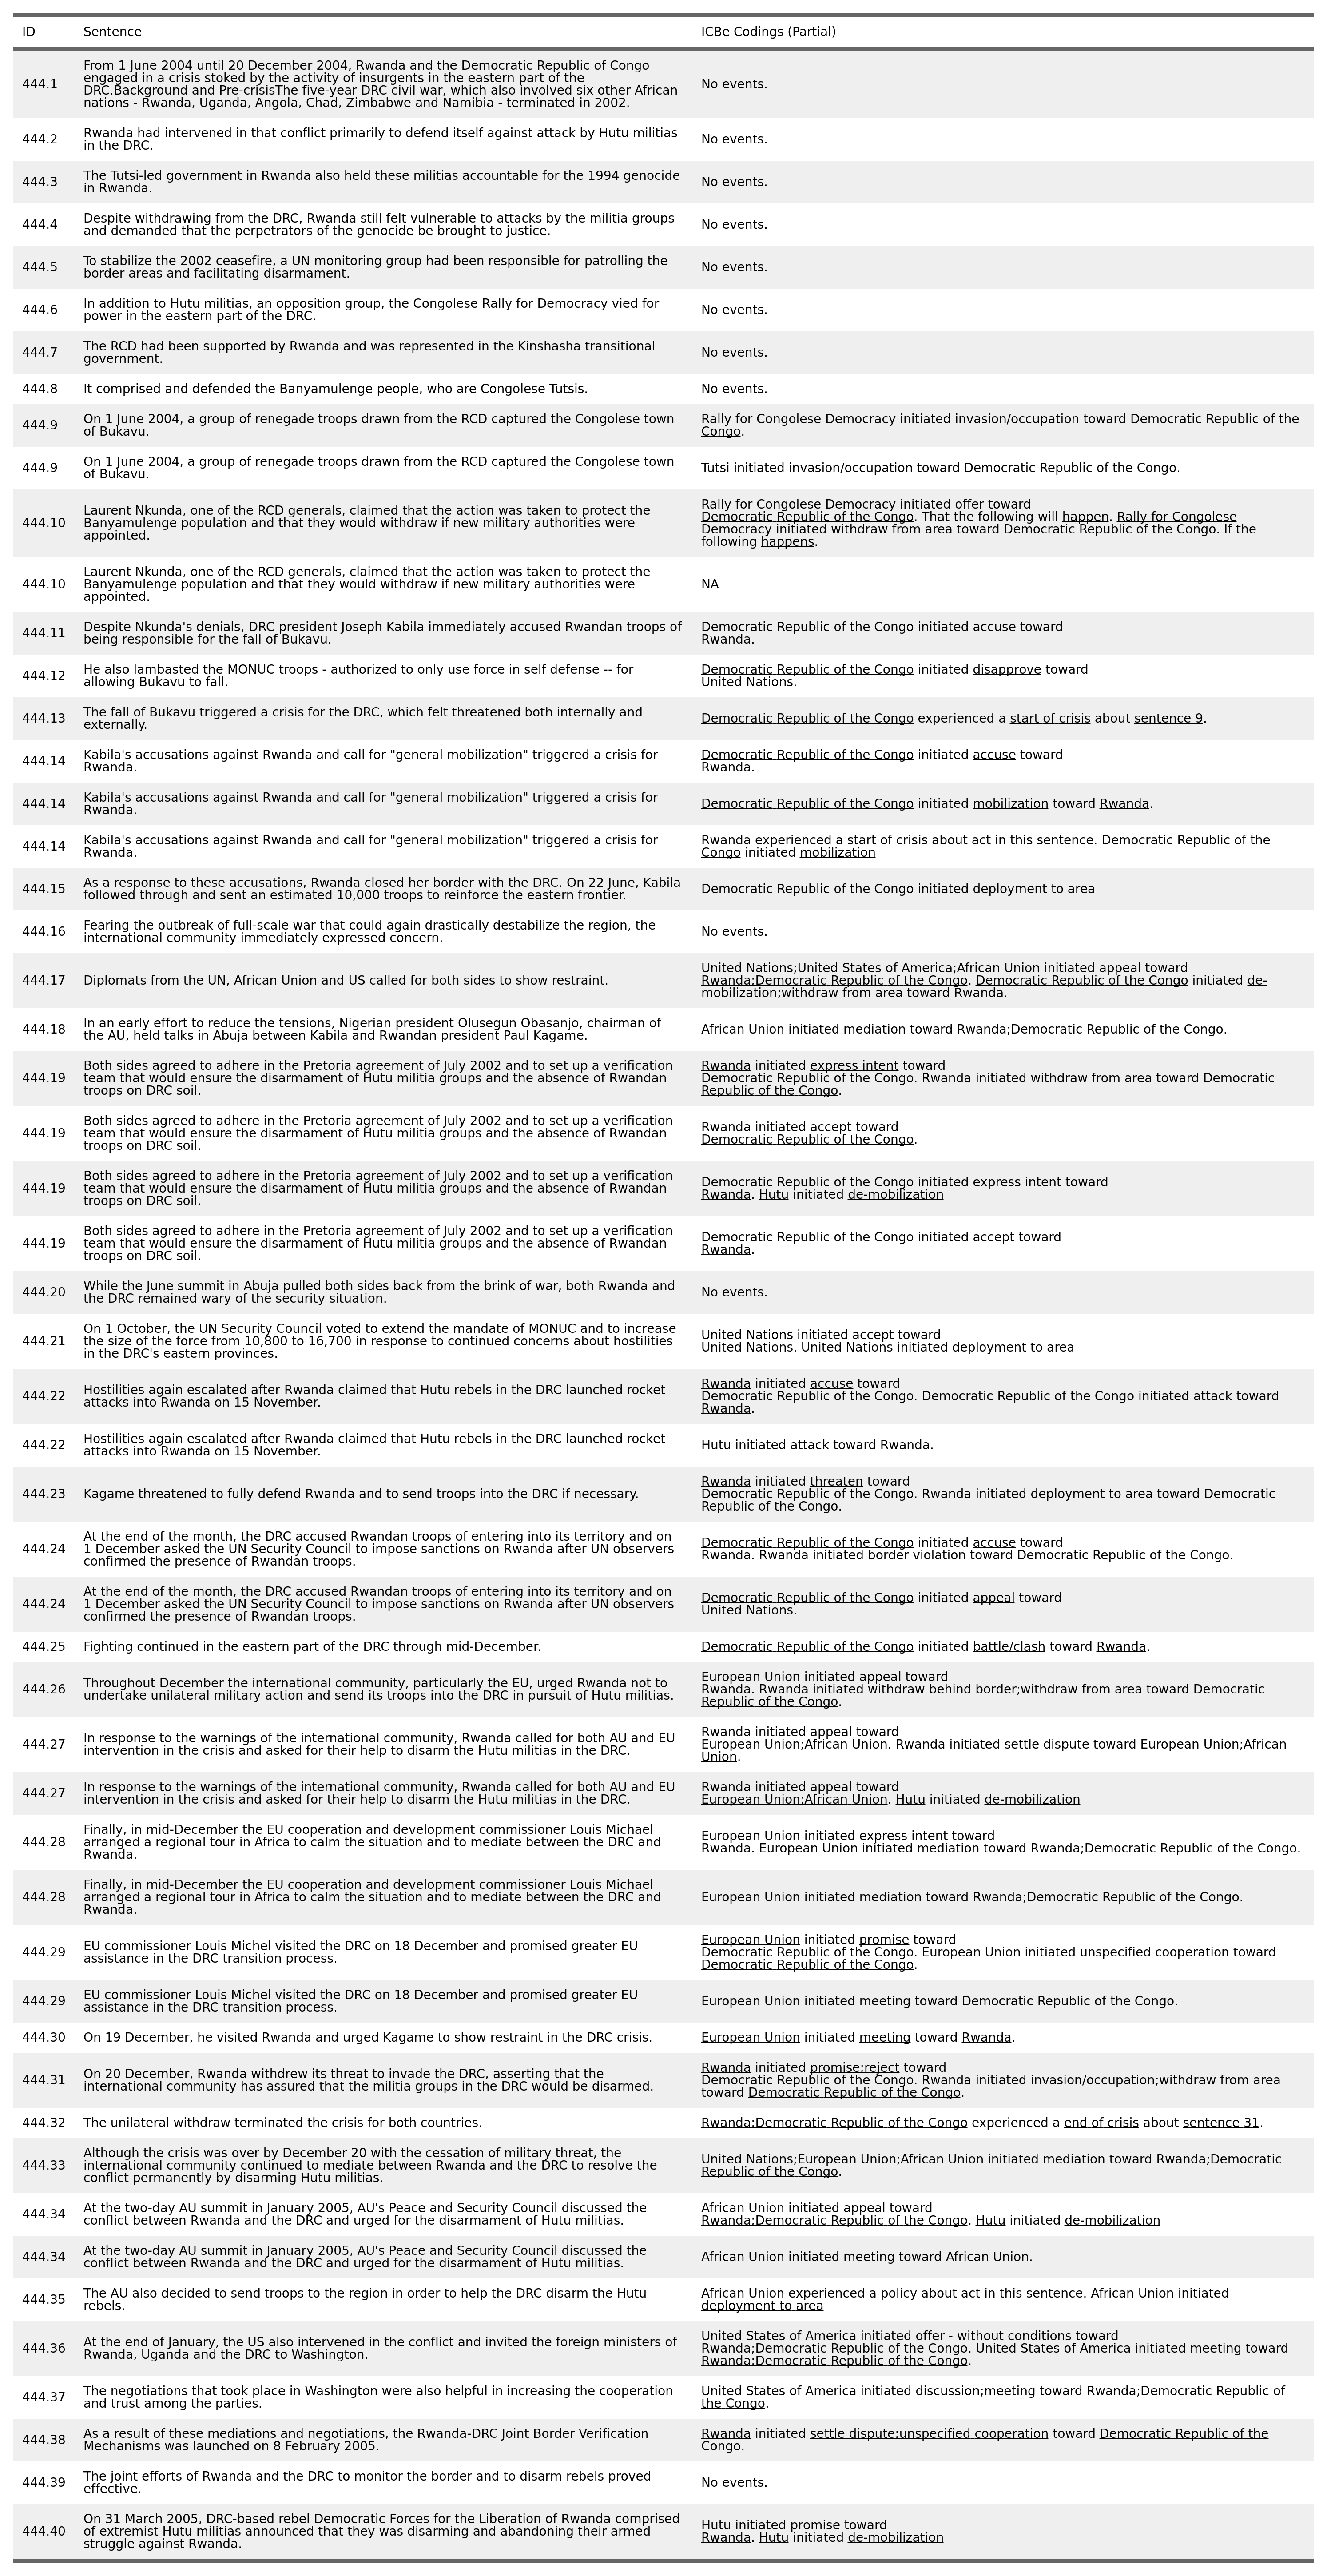 ID Sentence ICBe Codings (Partial)
444.1 From 1 June 2004 until 20 December 2004, Rwanda and the Democratic Republic of Congo
engaged in a crisis stoked by the activity of insurgents in the eastern part of the
DRC.Background and Pre-crisisThe five-year DRC civil war, which also involved six other African
nations - Rwanda, Uganda, Angola, Chad, Zimbabwe and Namibia - terminated in 2002.
No events.
444.2 Rwanda had intervened in that conflict primarily to defend itself against attack by Hutu militias
in the DRC.
No events.
444.3 The Tutsi-led government in Rwanda also held these militias accountable for the 1994 genocide
in Rwanda.
No events.
444.4 Despite withdrawing from the DRC, Rwanda still felt vulnerable to attacks by the militia groups
and demanded that the perpetrators of the genocide be brought to justice.
No events.
444.5 To stabilize the 2002 ceasefire, a UN monitoring group had been responsible for patrolling the
border areas and facilitating disarmament.
No events.
444.6 In addition to Hutu militias, an opposition group, the Congolese Rally for Democracy vied for
power in the eastern part of the DRC.
No events.
444.7 The RCD had been supported by Rwanda and was represented in the Kinshasha transitional
government.
No events.
444.8 It comprised and defended the Banyamulenge people, who are Congolese Tutsis.
No events.
444.9 On 1 June 2004, a group of renegade troops drawn from the RCD captured the Congolese town
of Bukavu.
Rally for Congolese Democracy initiated invasion/occupation toward Democratic Republic of the
Congo.
444.9 On 1 June 2004, a group of renegade troops drawn from the RCD captured the Congolese town
of Bukavu.
Tutsi initiated invasion/occupation toward Democratic Republic of the Congo.
444.10 Laurent Nkunda, one of the RCD generals, claimed that the action was taken to protect the
Banyamulenge population and that they would withdraw if new military authorities were
appointed.
Rally for Congolese Democracy initiated offer toward
Democratic Republic of the Congo. That the following will happen. Rally for Congolese
Democracy initiated withdraw from area toward Democratic Republic of the Congo. If the
following happens.
444.10 Laurent Nkunda, one of the RCD generals, claimed that the action was taken to protect the
Banyamulenge population and that they would withdraw if new military authorities were
appointed.
NA
444.11 Despite Nkunda's denials, DRC president Joseph Kabila immediately accused Rwandan troops of
being responsible for the fall of Bukavu.
Democratic Republic of the Congo initiated accuse toward
Rwanda.
444.12 He also lambasted the MONUC troops - authorized to only use force in self defense -- for
allowing Bukavu to fall.
Democratic Republic of the Congo initiated disapprove toward
United Nations.
444.13 The fall of Bukavu triggered a crisis for the DRC, which felt threatened both internally and
externally.
Democratic Republic of the Congo experienced a start of crisis about sentence 9.
444.14 Kabila's accusations against Rwanda and call for "general mobilization" triggered a crisis for
Rwanda.
Democratic Republic of the Congo initiated accuse toward
Rwanda.
444.14 Kabila's accusations against Rwanda and call for "general mobilization" triggered a crisis for
Rwanda.
Democratic Republic of the Congo initiated mobilization toward Rwanda.
444.14 Kabila's accusations against Rwanda and call for "general mobilization" triggered a crisis for
Rwanda.
Rwanda experienced a start of crisis about act in this sentence. Democratic Republic of the
Congo initiated mobilization
444.15 As a response to these accusations, Rwanda closed her border with the DRC. On 22 June, Kabila
followed through and sent an estimated 10,000 troops to reinforce the eastern frontier.
Democratic Republic of the Congo initiated deployment to area
444.16 Fearing the outbreak of full-scale war that could again drastically destabilize the region, the
international community immediately expressed concern.
No events.
444.17 Diplomats from the UN, African Union and US called for both sides to show restraint.
United Nations;United States of America;African Union initiated appeal toward
Rwanda;Democratic Republic of the Congo. Democratic Republic of the Congo initiated de-
mobilization;withdraw from area toward Rwanda.
444.18 In an early effort to reduce the tensions, Nigerian president Olusegun Obasanjo, chairman of
the AU, held talks in Abuja between Kabila and Rwandan president Paul Kagame.
African Union initiated mediation toward Rwanda;Democratic Republic of the Congo.
444.19 Both sides agreed to adhere in the Pretoria agreement of July 2002 and to set up a verification
team that would ensure the disarmament of Hutu militia groups and the absence of Rwandan
troops on DRC soil.
Rwanda initiated express intent toward
Democratic Republic of the Congo. Rwanda initiated withdraw from area toward Democratic
Republic of the Congo.
444.19 Both sides agreed to adhere in the Pretoria agreement of July 2002 and to set up a verification
team that would ensure the disarmament of Hutu militia groups and the absence of Rwandan
troops on DRC soil.
Rwanda initiated accept toward
Democratic Republic of the Congo.
444.19 Both sides agreed to adhere in the Pretoria agreement of July 2002 and to set up a verification
team that would ensure the disarmament of Hutu militia groups and the absence of Rwandan
troops on DRC soil.
Democratic Republic of the Congo initiated express intent toward
Rwanda. Hutu initiated de-mobilization
444.19 Both sides agreed to adhere in the Pretoria agreement of July 2002 and to set up a verification
team that would ensure the disarmament of Hutu militia groups and the absence of Rwandan
troops on DRC soil.
Democratic Republic of the Congo initiated accept toward
Rwanda.
444.20 While the June summit in Abuja pulled both sides back from the brink of war, both Rwanda and
the DRC remained wary of the security situation.
No events.
444.21 On 1 October, the UN Security Council voted to extend the mandate of MONUC and to increase
the size of the force from 10,800 to 16,700 in response to continued concerns about hostilities
in the DRC's eastern provinces.
United Nations initiated accept toward
United Nations. United Nations initiated deployment to area
444.22 Hostilities again escalated after Rwanda claimed that Hutu rebels in the DRC launched rocket
attacks into Rwanda on 15 November.
Rwanda initiated accuse toward
Democratic Republic of the Congo. Democratic Republic of the Congo initiated attack toward
Rwanda.
444.22 Hostilities again escalated after Rwanda claimed that Hutu rebels in the DRC launched rocket
attacks into Rwanda on 15 November.
Hutu initiated attack toward Rwanda.
444.23 Kagame threatened to fully defend Rwanda and to send troops into the DRC if necessary.
Rwanda initiated threaten toward
Democratic Republic of the Congo. Rwanda initiated deployment to area toward Democratic
Republic of the Congo.
444.24 At the end of the month, the DRC accused Rwandan troops of entering into its territory and on
1 December asked the UN Security Council to impose sanctions on Rwanda after UN observers
confirmed the presence of Rwandan troops.
Democratic Republic of the Congo initiated accuse toward
Rwanda. Rwanda initiated border violation toward Democratic Republic of the Congo.
444.24 At the end of the month, the DRC accused Rwandan troops of entering into its territory and on
1 December asked the UN Security Council to impose sanctions on Rwanda after UN observers
confirmed the presence of Rwandan troops.
Democratic Republic of the Congo initiated appeal toward
United Nations.
444.25 Fighting continued in the eastern part of the DRC through mid-December.
Democratic Republic of the Congo initiated battle/clash toward Rwanda.
444.26 Throughout December the international community, particularly the EU, urged Rwanda not to
undertake unilateral military action and send its troops into the DRC in pursuit of Hutu militias.
European Union initiated appeal toward
Rwanda. Rwanda initiated withdraw behind border;withdraw from area toward Democratic
Republic of the Congo.
444.27 In response to the warnings of the international community, Rwanda called for both AU and EU
intervention in the crisis and asked for their help to disarm the Hutu militias in the DRC.
Rwanda initiated appeal toward
European Union;African Union. Rwanda initiated settle dispute toward European Union;African
Union.
444.27 In response to the warnings of the international community, Rwanda called for both AU and EU
intervention in the crisis and asked for their help to disarm the Hutu militias in the DRC.
Rwanda initiated appeal toward
European Union;African Union. Hutu initiated de-mobilization
444.28 Finally, in mid-December the EU cooperation and development commissioner Louis Michael
arranged a regional tour in Africa to calm the situation and to mediate between the DRC and
Rwanda.
European Union initiated express intent toward
Rwanda. European Union initiated mediation toward Rwanda;Democratic Republic of the Congo.
444.28 Finally, in mid-December the EU cooperation and development commissioner Louis Michael
arranged a regional tour in Africa to calm the situation and to mediate between the DRC and
Rwanda.
European Union initiated mediation toward Rwanda;Democratic Republic of the Congo.
444.29 EU commissioner Louis Michel visited the DRC on 18 December and promised greater EU
assistance in the DRC transition process.
European Union initiated promise toward
Democratic Republic of the Congo. European Union initiated unspecified cooperation toward
Democratic Republic of the Congo.
444.29 EU commissioner Louis Michel visited the DRC on 18 December and promised greater EU
assistance in the DRC transition process.
European Union initiated meeting toward Democratic Republic of the Congo.
444.30 On 19 December, he visited Rwanda and urged Kagame to show restraint in the DRC crisis.
European Union initiated meeting toward Rwanda.
444.31 On 20 December, Rwanda withdrew its threat to invade the DRC, asserting that the
international community has assured that the militia groups in the DRC would be disarmed.
Rwanda initiated promise;reject toward
Democratic Republic of the Congo. Rwanda initiated invasion/occupation;withdraw from area
toward Democratic Republic of the Congo.
444.32 The unilateral withdraw terminated the crisis for both countries.
Rwanda;Democratic Republic of the Congo experienced a end of crisis about sentence 31.
444.33 Although the crisis was over by December 20 with the cessation of military threat, the
international community continued to mediate between Rwanda and the DRC to resolve the
conflict permanently by disarming Hutu militias.
United Nations;European Union;African Union initiated mediation toward Rwanda;Democratic
Republic of the Congo.
444.34 At the two-day AU summit in January 2005, AU's Peace and Security Council discussed the
conflict between Rwanda and the DRC and urged for the disarmament of Hutu militias.
African Union initiated appeal toward
Rwanda;Democratic Republic of the Congo. Hutu initiated de-mobilization
444.34 At the two-day AU summit in January 2005, AU's Peace and Security Council discussed the
conflict between Rwanda and the DRC and urged for the disarmament of Hutu militias.
African Union initiated meeting toward African Union.
444.35 The AU also decided to send troops to the region in order to help the DRC disarm the Hutu
rebels.
African Union experienced a policy about act in this sentence. African Union initiated
deployment to area
444.36 At the end of January, the US also intervened in the conflict and invited the foreign ministers of
Rwanda, Uganda and the DRC to Washington.
United States of America initiated offer - without conditions toward
Rwanda;Democratic Republic of the Congo. United States of America initiated meeting toward
Rwanda;Democratic Republic of the Congo.
444.37 The negotiations that took place in Washington were also helpful in increasing the cooperation
and trust among the parties.
United States of America initiated discussion;meeting toward Rwanda;Democratic Republic of
the Congo.
444.38 As a result of these mediations and negotiations, the Rwanda-DRC Joint Border Verification
Mechanisms was launched on 8 February 2005.
Rwanda initiated settle dispute;unspecified cooperation toward Democratic Republic of the
Congo.
444.39 The joint efforts of Rwanda and the DRC to monitor the border and to disarm rebels proved
effective.
No events.
444.40 On 31 March 2005, DRC-based rebel Democratic Forces for the Liberation of Rwanda comprised
of extremist Hutu militias announced that they was disarming and abandoning their armed
struggle against Rwanda.
Hutu initiated promise toward
Rwanda. Hutu initiated de-mobilization